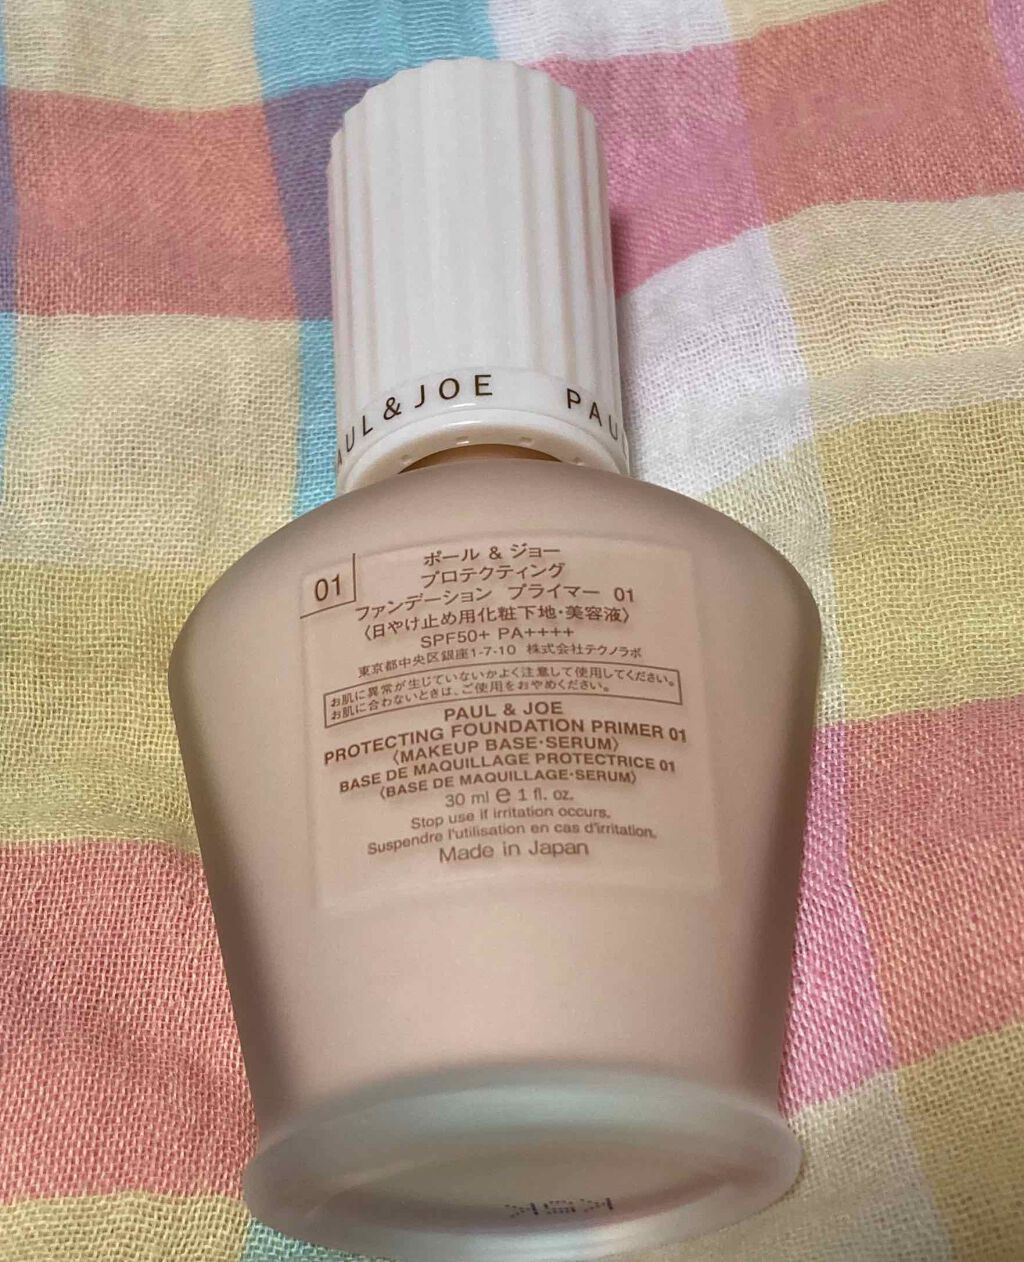 AUL & JOE PAU
01
ポール & ジョー
プロテクティング
ファンデーション プライマー 01
〈日やけ止め用化粧下地・美容液〉
SPF50+ PA++++
東京都中央区銀座1-7-10 株式会社テクノラボ
お肌に異常が生じていないかよく注意して使用してください。
お肌に合わないときは、ご使用をおやめください。
PAUL & JOE
PROTECTING FOUNDATION PRIMER 01
〈MAKEUP BASE・SERUM〉
BASE DE MAQUILLAGE PROTECTRICE 01
〈BASE DE MAQUILLAGE・SERUM〉
30 ml ℮ 1 fl. oz.
Stop use if irritation occurs.
Suspendre l'utilisation en cas d'irritation.
Made in Japan